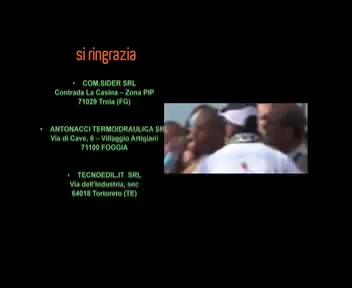 si ringrazia
• COM.SIDER SRL
Contrada La Casina – Zona PIP
71029 Troia (FG)
• ANTONACCI TERMOIDRAULICA SRL
Via di Cave, 6 – Villaggio Artigiani
71100 FOGGIA
• TECNOEDIL.IT SRL
Via dell'Industria, snc
64018 Tortoreto (TE)